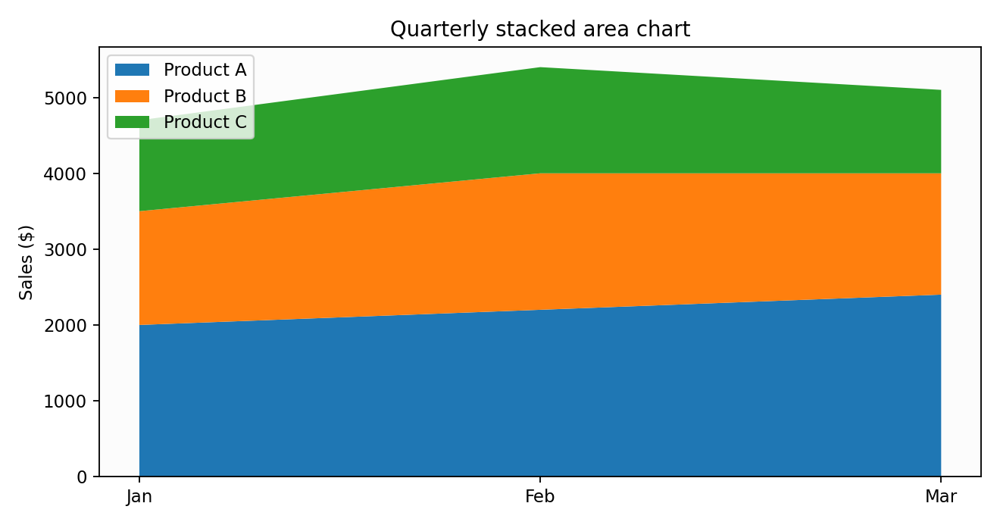 Quarterly stacked area chart
Product A
Product B
Product C
Sales ($)
5000
4000
3000
2000
1000
0
Jan
Feb
Mar